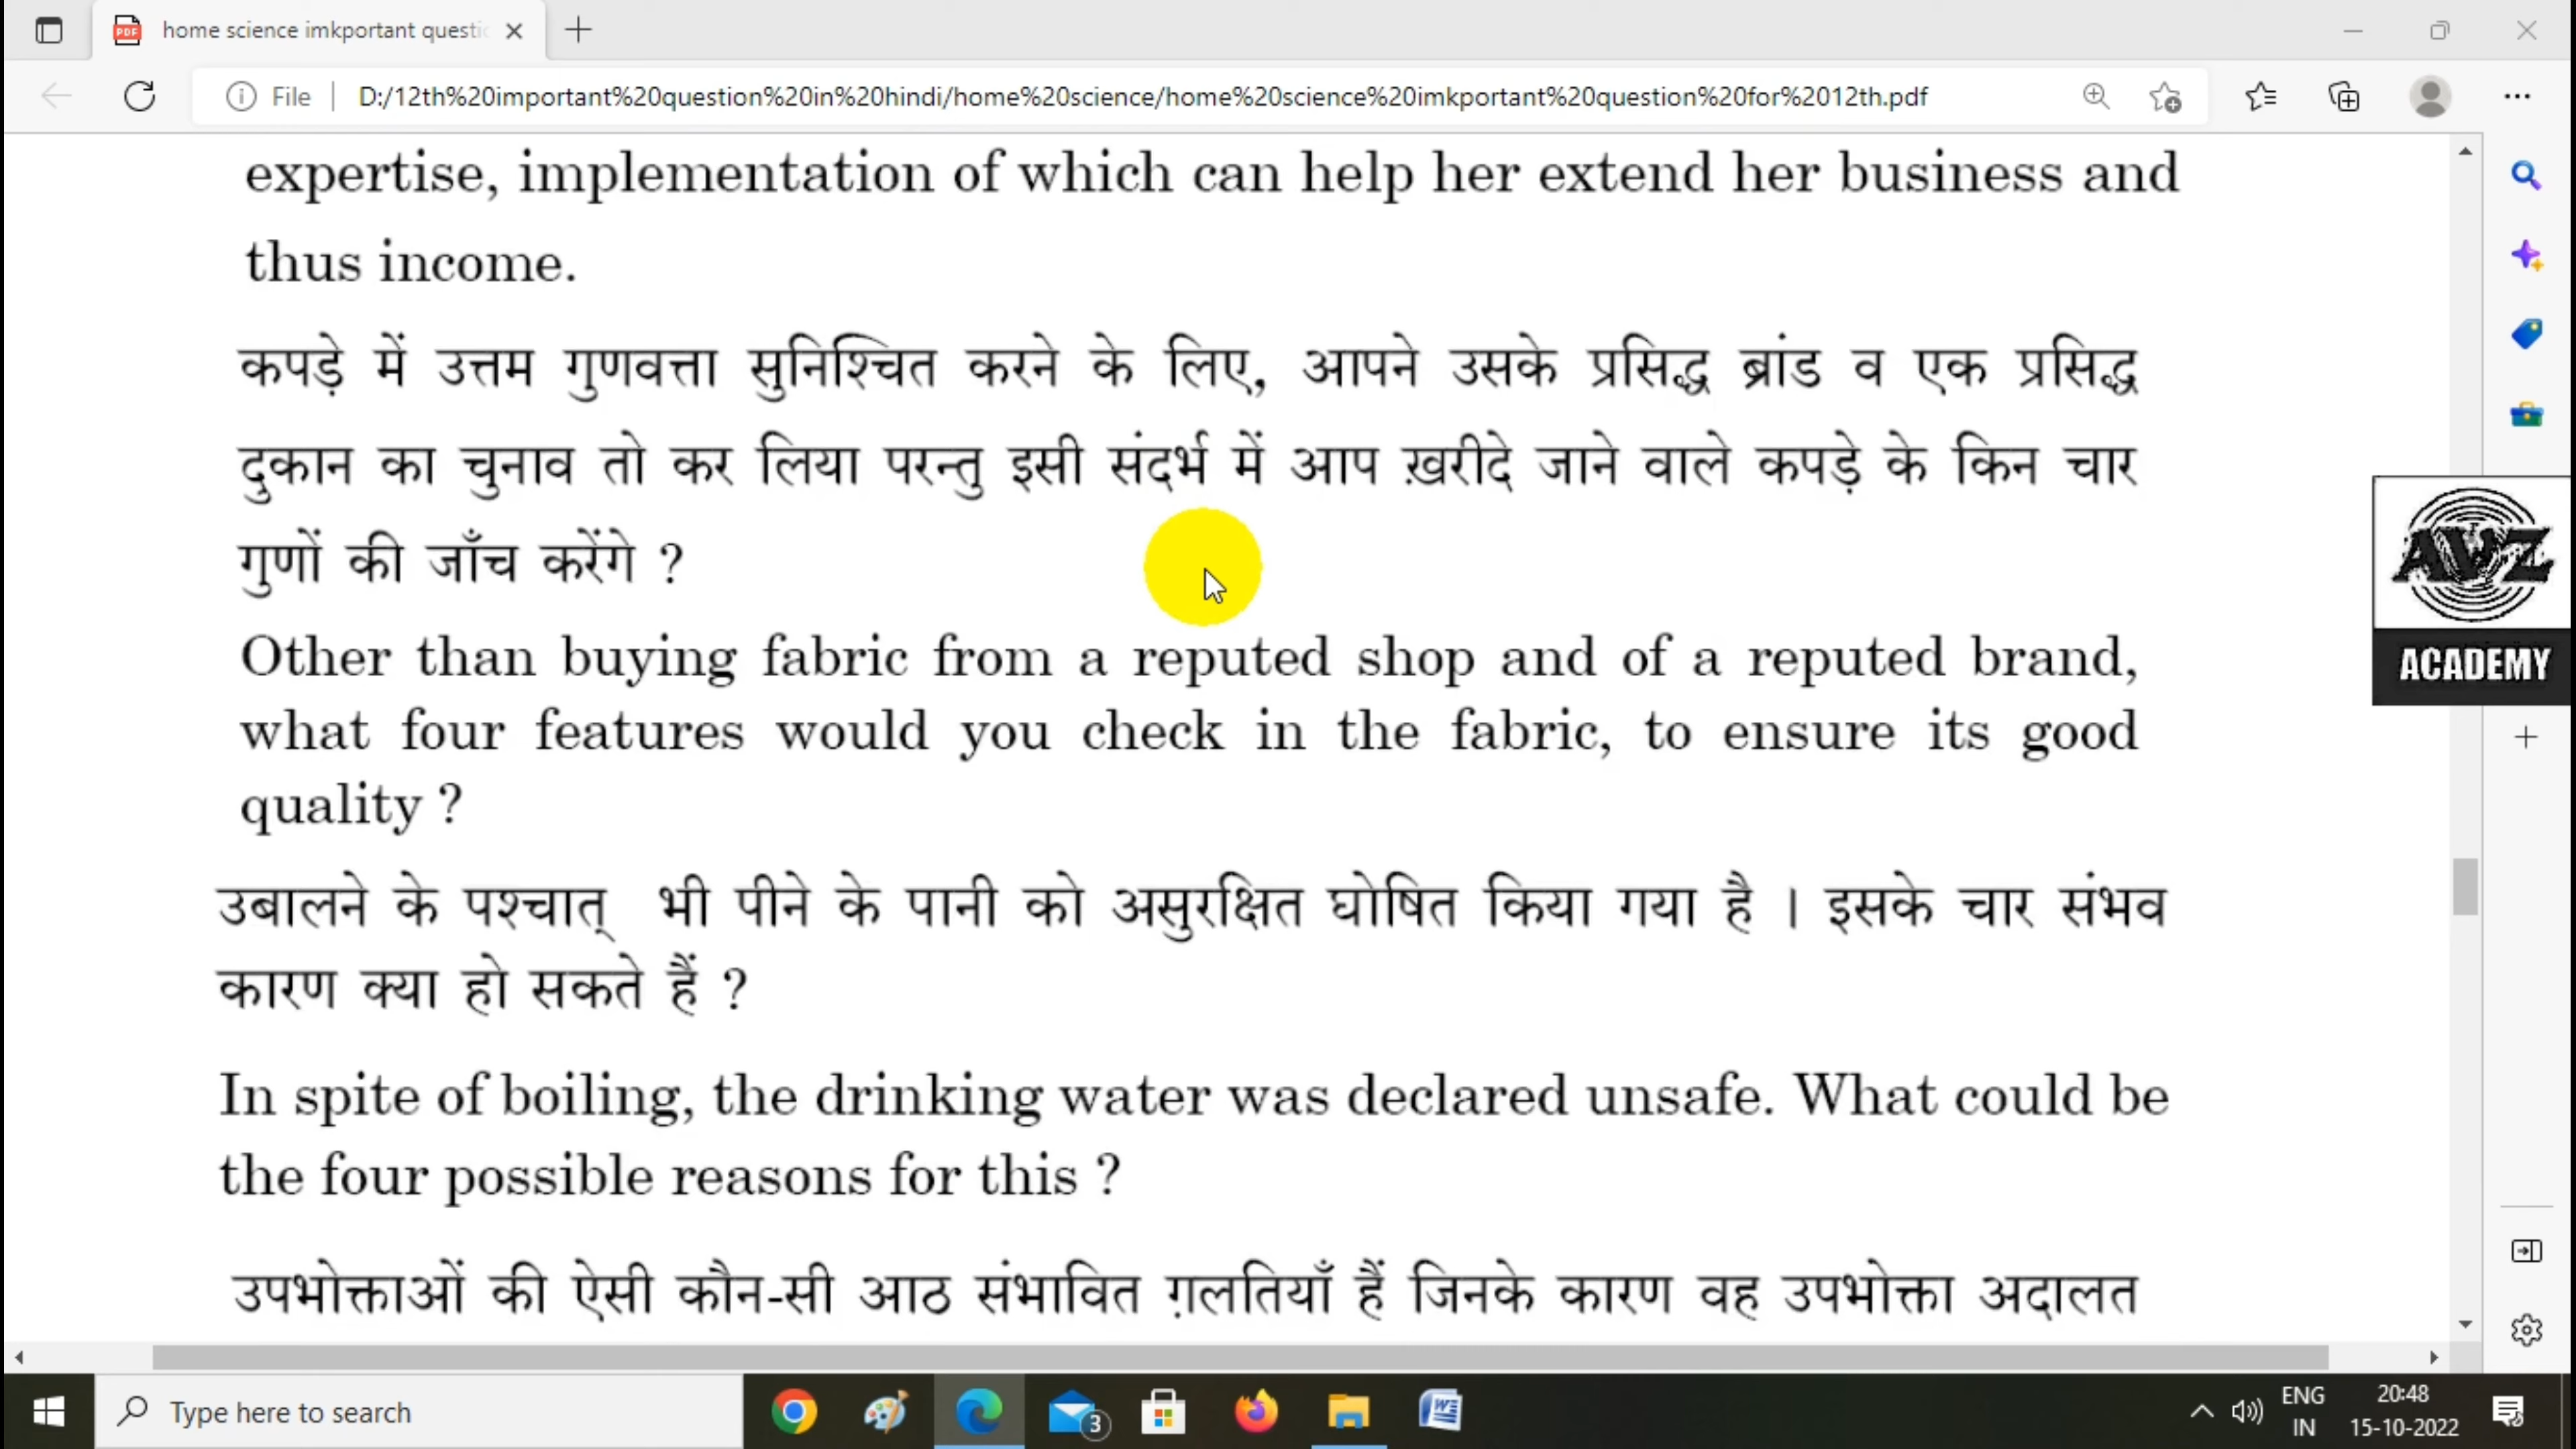 home science imkportant questic
File
D:/12th%20important%20question%20in%20hindi/home%20science/home%20science%20imkportant%20question%20for%2012th.pdf
expertise, implementation of which can help her extend her business and
thus income.
कपड़े में उत्तम गुणवत्ता सुनिश्चित करने के लिए, आपने उसके प्रसिद्ध ब्रांड व एक प्रसिद्ध
दुकान का चुनाव तो कर लिया परन्तु इसी संदर्भ में आप ख़रीदे जाने वाले कपड़े के किन चार
गुणों की जाँच करेंगे ?
Other than buying fabric from a reputed shop and of a reputed brand,
what four features would you check in the fabric, to ensure its good
quality ?
उबालने के पश्चात् भी पीने के पानी को असुरक्षित घोषित किया गया है । इसके चार संभव
कारण क्या हो सकते हैं ?
In spite of boiling, the drinking water was declared unsafe. What could be
the four possible reasons for this ?
उपभोक्ताओं की ऐसी कौन-सी आठ संभावित ग़लतियाँ हैं जिनके कारण वह उपभोक्ता अदालत
AVZ
ACADEMY
Type here to search
3
ENG
IN
20:48
15-10-2022